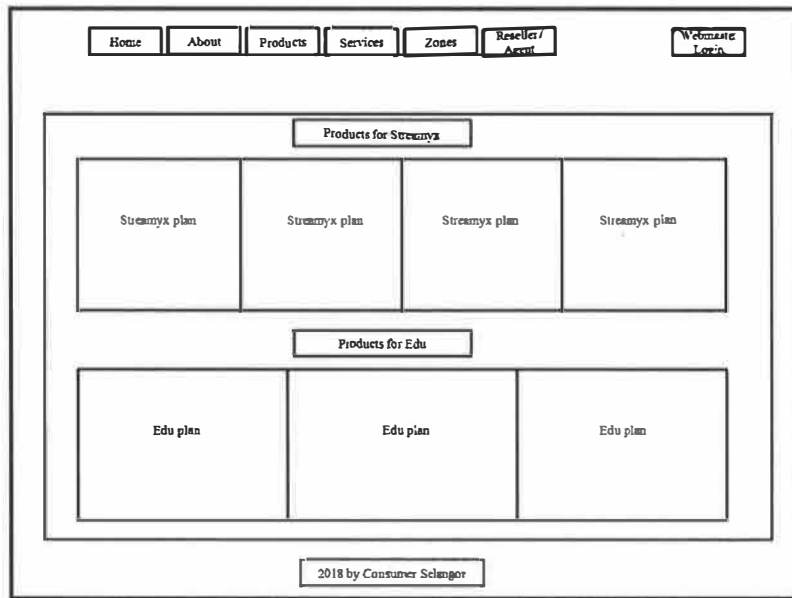 Home
About
Products
Services
Zones
Reseller/
Agent
Webmaster
Login
Products for Streamyx
Streamyx plan
Streamyx plan
Streamyx plan
Streamyx plan
Products for Edu
Edu plan
Edu plan
Edu plan
2018 by Consumer Selangor